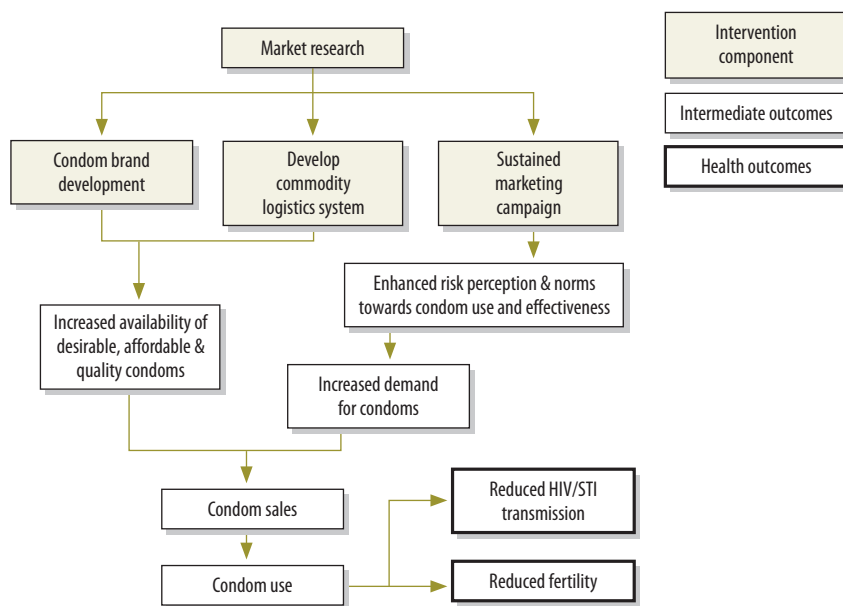 Market research
Intervention
component
Intermediate outcomes
Health outcomes
Condom brand
development
Develop
commodity
logistics system
Sustained
marketing
campaign
Enhanced risk perception & norms
towards condom use and effectiveness
Increased availability of
desirable, affordable &
quality condoms
Increased demand
for condoms
Condom sales
Reduced HIV/STI
transmission
Condom use
Reduced fertility